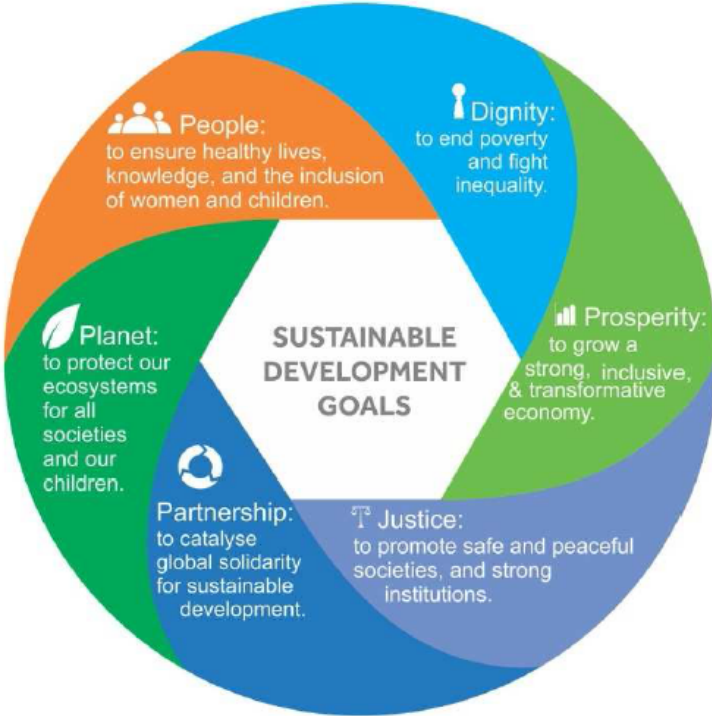 People:
to ensure healthy lives,
knowledge, and the inclusion
of women and children.
Dignity:
to end poverty
and fight
inequality.
Prosperity:
to grow a
strong, inclusive,
& transformative
economy.
Justice:
to promote safe and peaceful
societies, and strong
institutions.
Partnership:
to catalyse
global solidarity
for sustainable
development.
Planet:
to protect our
ecosystems
for all
societies
and our
children.
SUSTAINABLE
DEVELOPMENT
GOALS